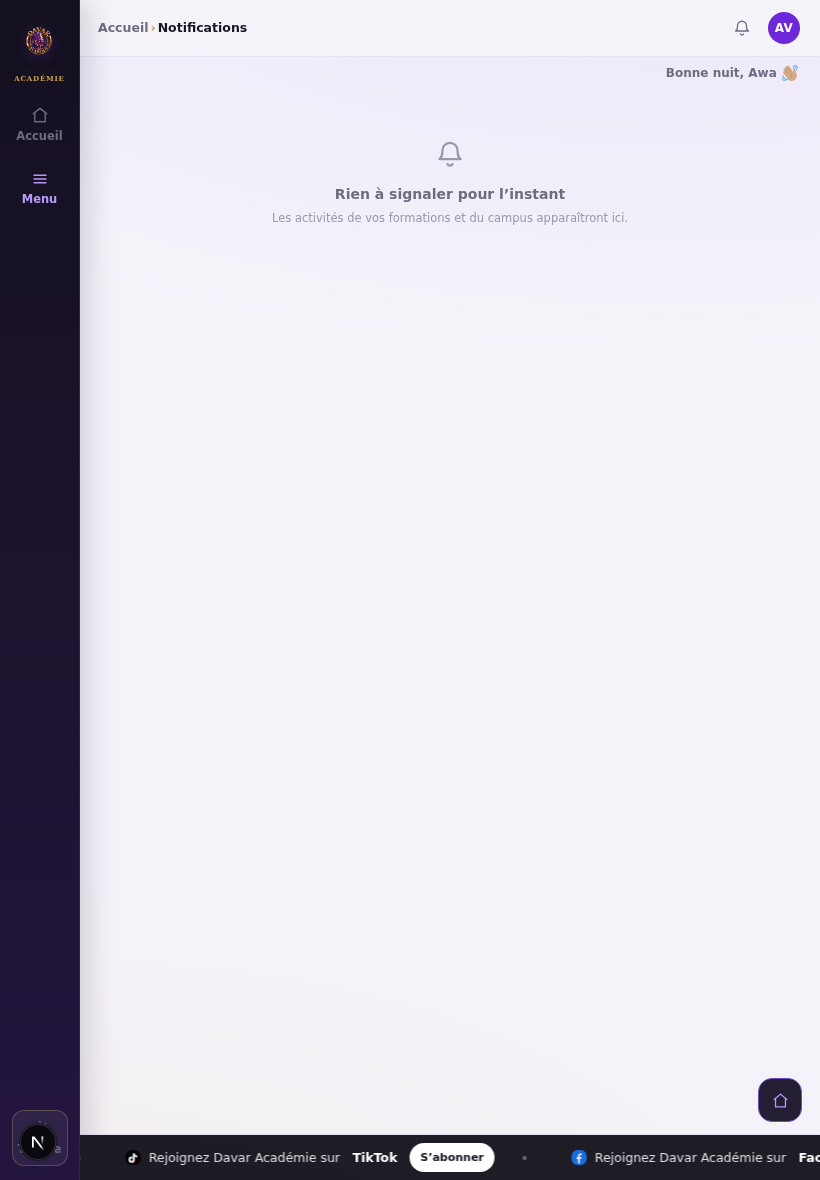 ACADÉMIE
Accueil
Menu
Accueil › Notifications
AV
Bonne nuit, Awa 👋🏽
Rien à signaler pour l’instant
Les activités de vos formations et du campus apparaîtront ici.
N
Rejoignez Davar Académie sur TikTok S’abonner • Rejoignez Davar Académie sur